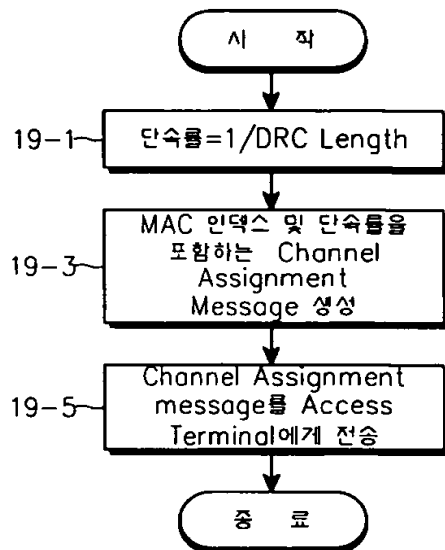 시 작
19-1
단속률=1/DRC Length
19-3
MAC 인덱스 및 단속률을
포함하는 Channel
Assignment
Message 생성
19-5
Channel Assignment
message를 Access
Terminal에게 전송
종 료